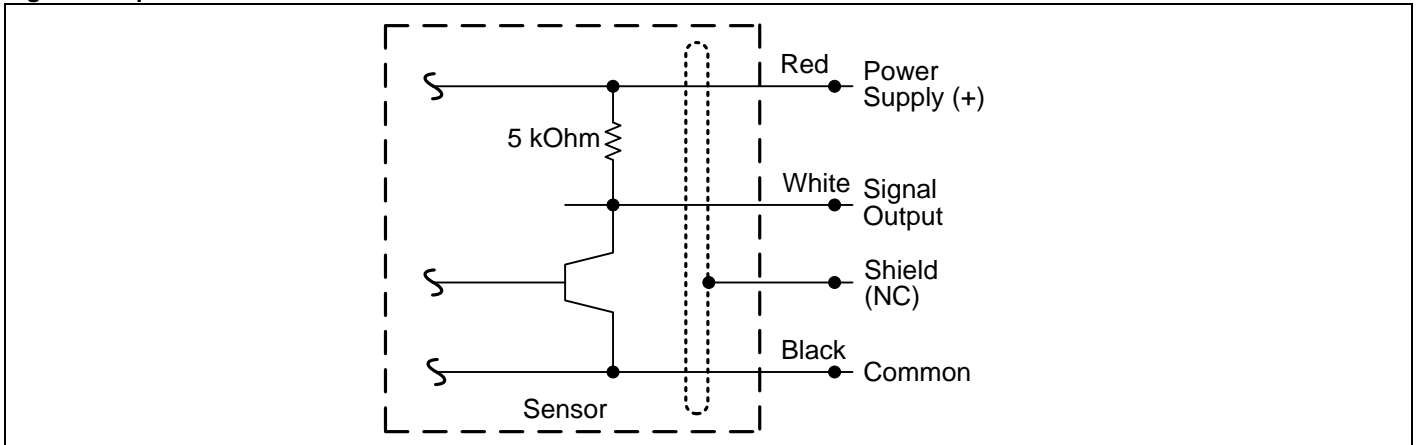 Red
Power
Supply (+)
5 kOhm
White
Signal
Output
Shield
(NC)
Black
Common
Sensor